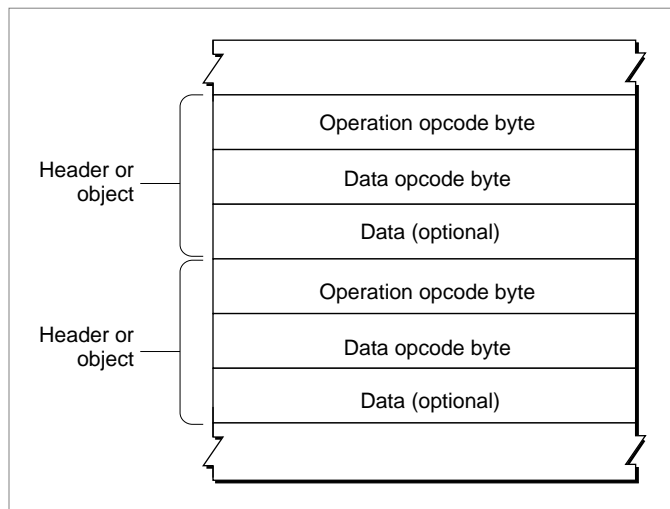 Operation opcode byte
Header or
object
Data opcode byte
Data (optional)
Operation opcode byte
Header or
object
Data opcode byte
Data (optional)